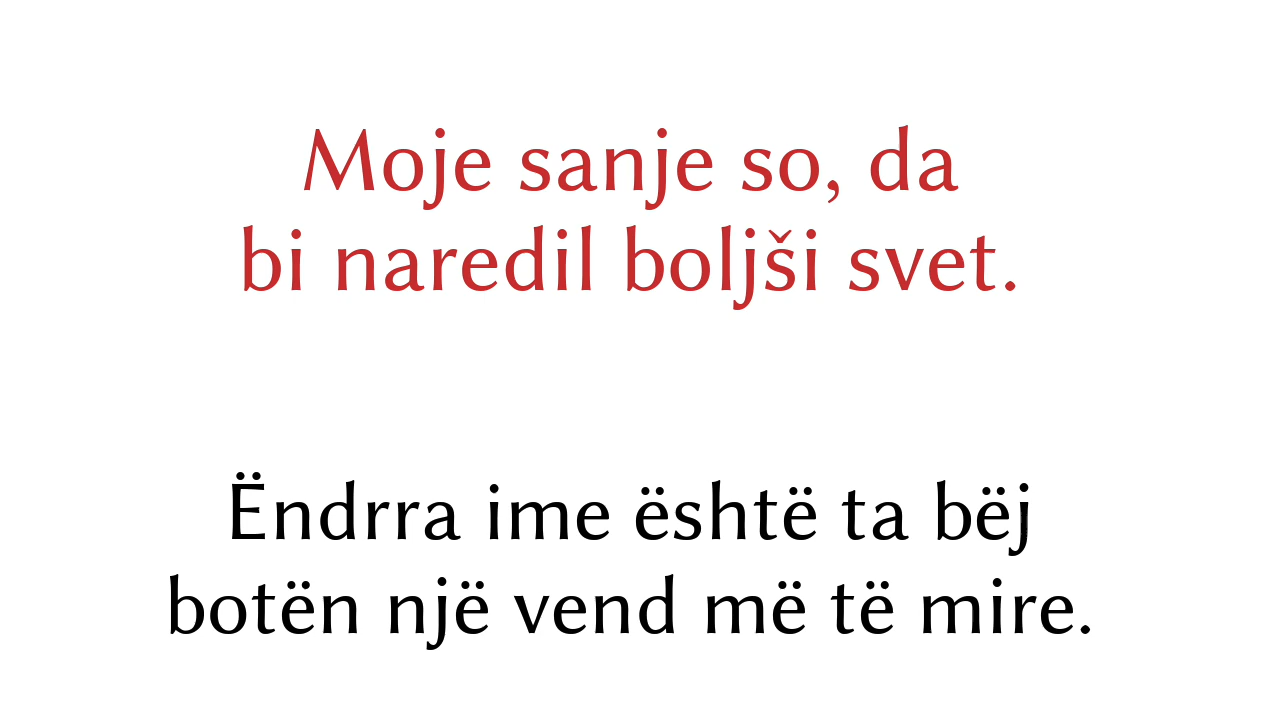 Moje sanje so, da
bi naredil boljši svet.
Ëndrra ime është ta bëj
botën një vend më të mire.